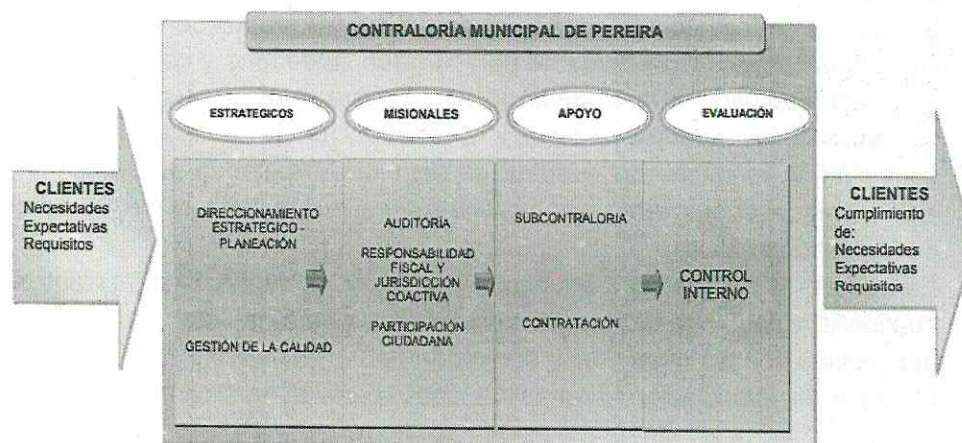 CONTRALORÍA MUNICIPAL DE PEREIRA
ESTRATEGICOS
MISIONALES
APOYO
EVALUACIÓN
CLIENTES
Necesidades
Expectativas
Requisitos
DIRECCIONAMIENTO
ESTRATEGICO -
PLANEACIÓN
GESTIÓN DE LA CALIDAD
AUDITORÍA
RESPONSABILIDAD
FISCAL Y
JURISDICCIÓN
COACTIVA
PARTICIPACIÓN
CIUDADANA
SUBCONTRALORIA
CONTRATACIÓN
CONTROL
INTERNO
CLIENTES
Cumplimiento
de:
Necesidades
Expectativas
Requisitos